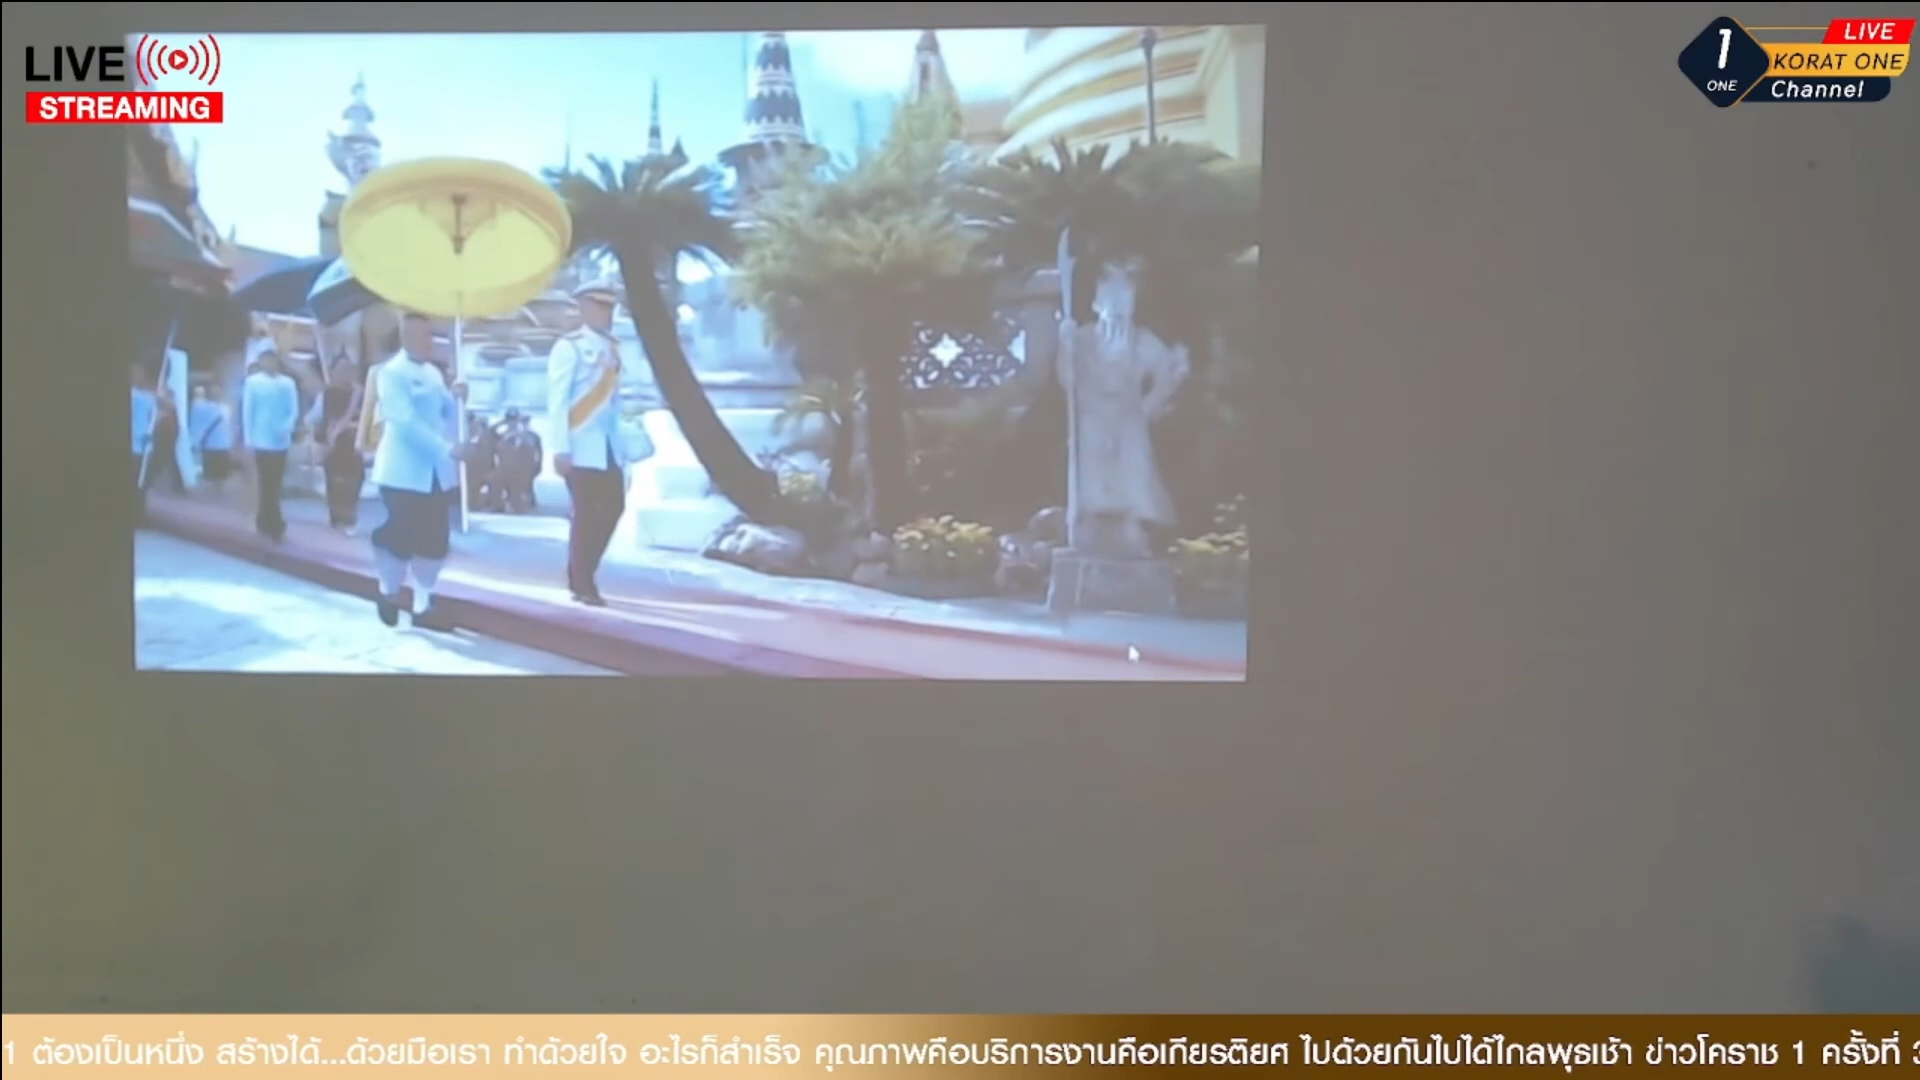 LIVE
STREAMING
1
ONE
LIVE
KORAT ONE
Channel
1 ต้องเป็นหนึ่ง สร้างได้...ด้วยมือเรา ทำด้วยใจ อะไรก็สำเร็จ คุณภาพคือบริการงานคือเกียรติยศ ไปด้วยกันไปได้ไกลพุธเช้า ข่าวโคราช 1 ครั้งที่ 3